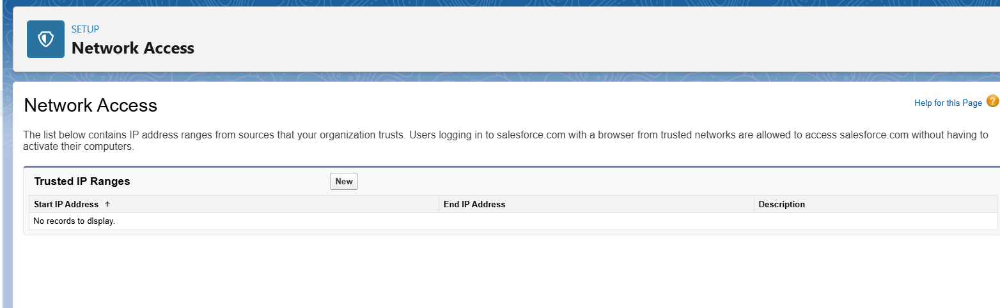 SETUP
Network Access
Network Access
Help for this Page ?
The list below contains IP address ranges from sources that your organization trusts. Users logging in to salesforce.com with a browser from trusted networks are allowed to access salesforce.com without having to
activate their computers.
Trusted IP Ranges New
Start IP Address ↑ End IP Address Description
No records to display.